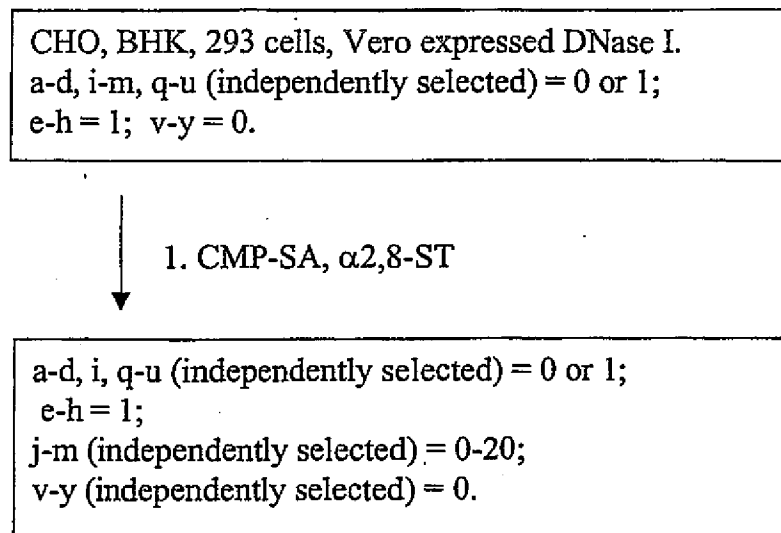 CHO, BHK, 293 cells, Vero expressed DNase I.
a-d, i-m, q-u (independently selected) = 0 or 1;
e-h = 1; v-y = 0.
1. CMP-SA, α2,8-ST
a-d, i, q-u (independently selected) = 0 or 1;
e-h = 1;
j-m (independently selected) = 0-20;
v-y (independently selected) = 0.